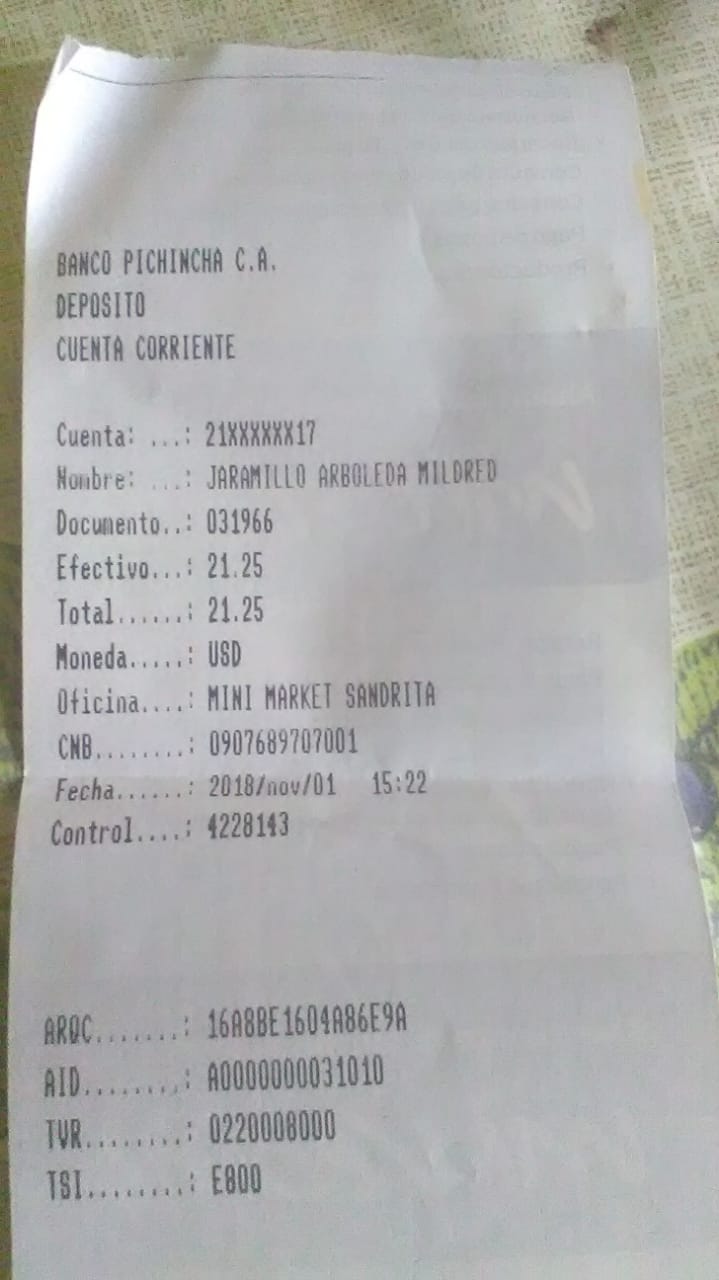 BANCO PICHINCHA C.A.
DEPOSITO
CUENTA CORRIENTE
Cuenta: ...: 21XXXXXX17
Nombre: ...: JARAMILLO ARBOLEDA MILDRED
Documento..: 031966
Efectivo...: 21.25
Total......: 21.25
Moneda.....: USD
Oficina....: MINI MARKET SANDRITA
CNB........: 0907689707001
Fecha......: 2018/nov/01 15:22
Control....: 4228143
ARQC.......: 16A8BE1604A86E9A
AID........: A0000000031010
TVR........: 0220008000
TSI........: E800